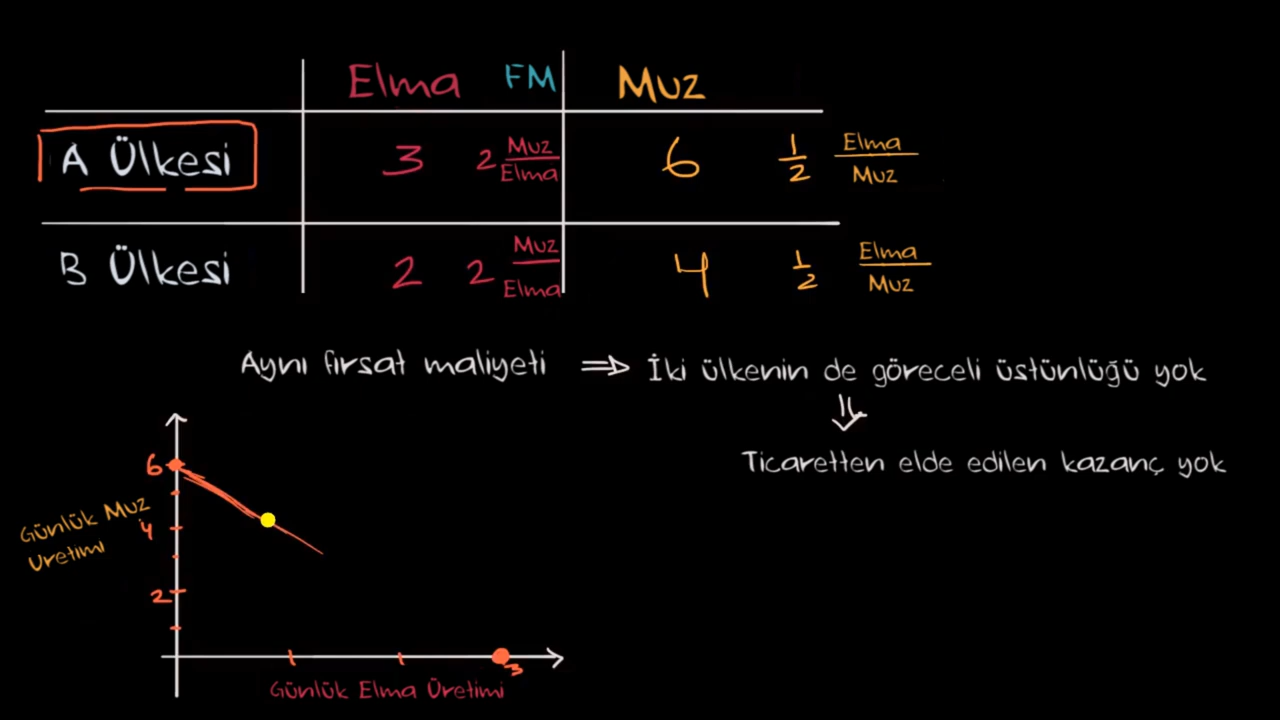 Elma FM Muz
A Ülkesi 3 2 Muz/Elma 6 1/2 Elma/Muz
B Ülkesi 2 2 Muz/Elma 4 1/2 Elma/Muz
Aynı fırsat maliyeti ⇒ İki ülkenin de göreceli üstünlüğü yok
⇓
Ticaretten elde edilen kazanç yok
6
Günlük Muz
Üretimi
4
2
3
Günlük Elma Üretimi